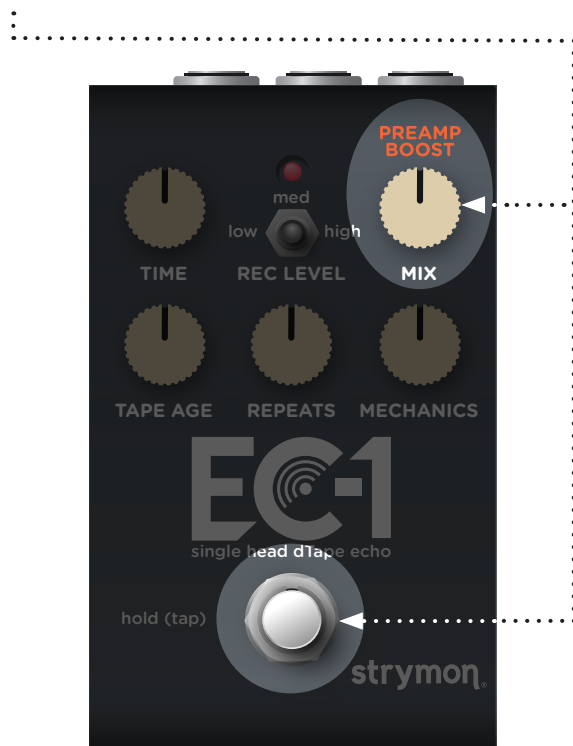 PREAMP
BOOST
med
low high
TIME REC LEVEL MIX
TAPE AGE REPEATS MECHANICS
EC-1
single head dTape echo
hold (tap)
strymon®